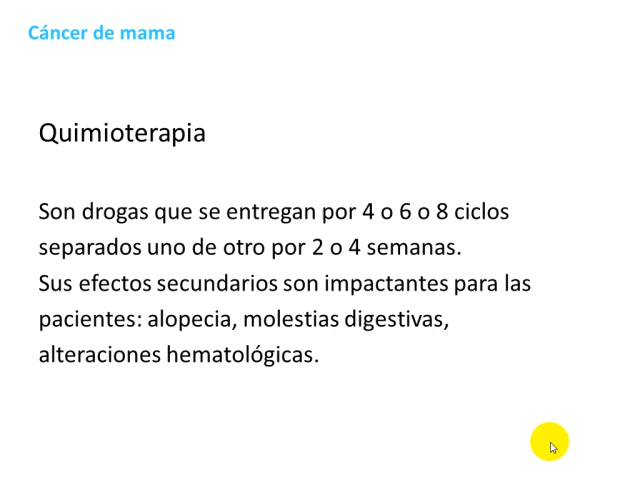 Cáncer de mama
Quimioterapia
Son drogas que se entregan por 4 o 6 o 8 ciclos
separados uno de otro por 2 o 4 semanas.
Sus efectos secundarios son impactantes para las
pacientes: alopecia, molestias digestivas,
alteraciones hematológicas.